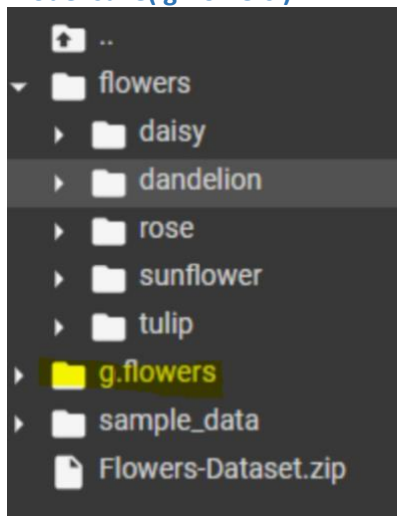 ..
flowers
daisy
dandelion
rose
sunflower
tulip
g.flowers
sample_data
Flowers-Dataset.zip